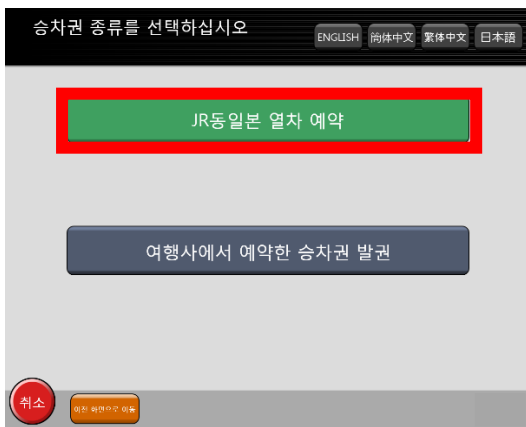 승차권 종류를 선택하십시오
ENGLISH 简体中文 繁体中文 日本語
JR동일본 열차 예약
여행사에서 예약한 승차권 발권
취소
이전 화면으로 이동